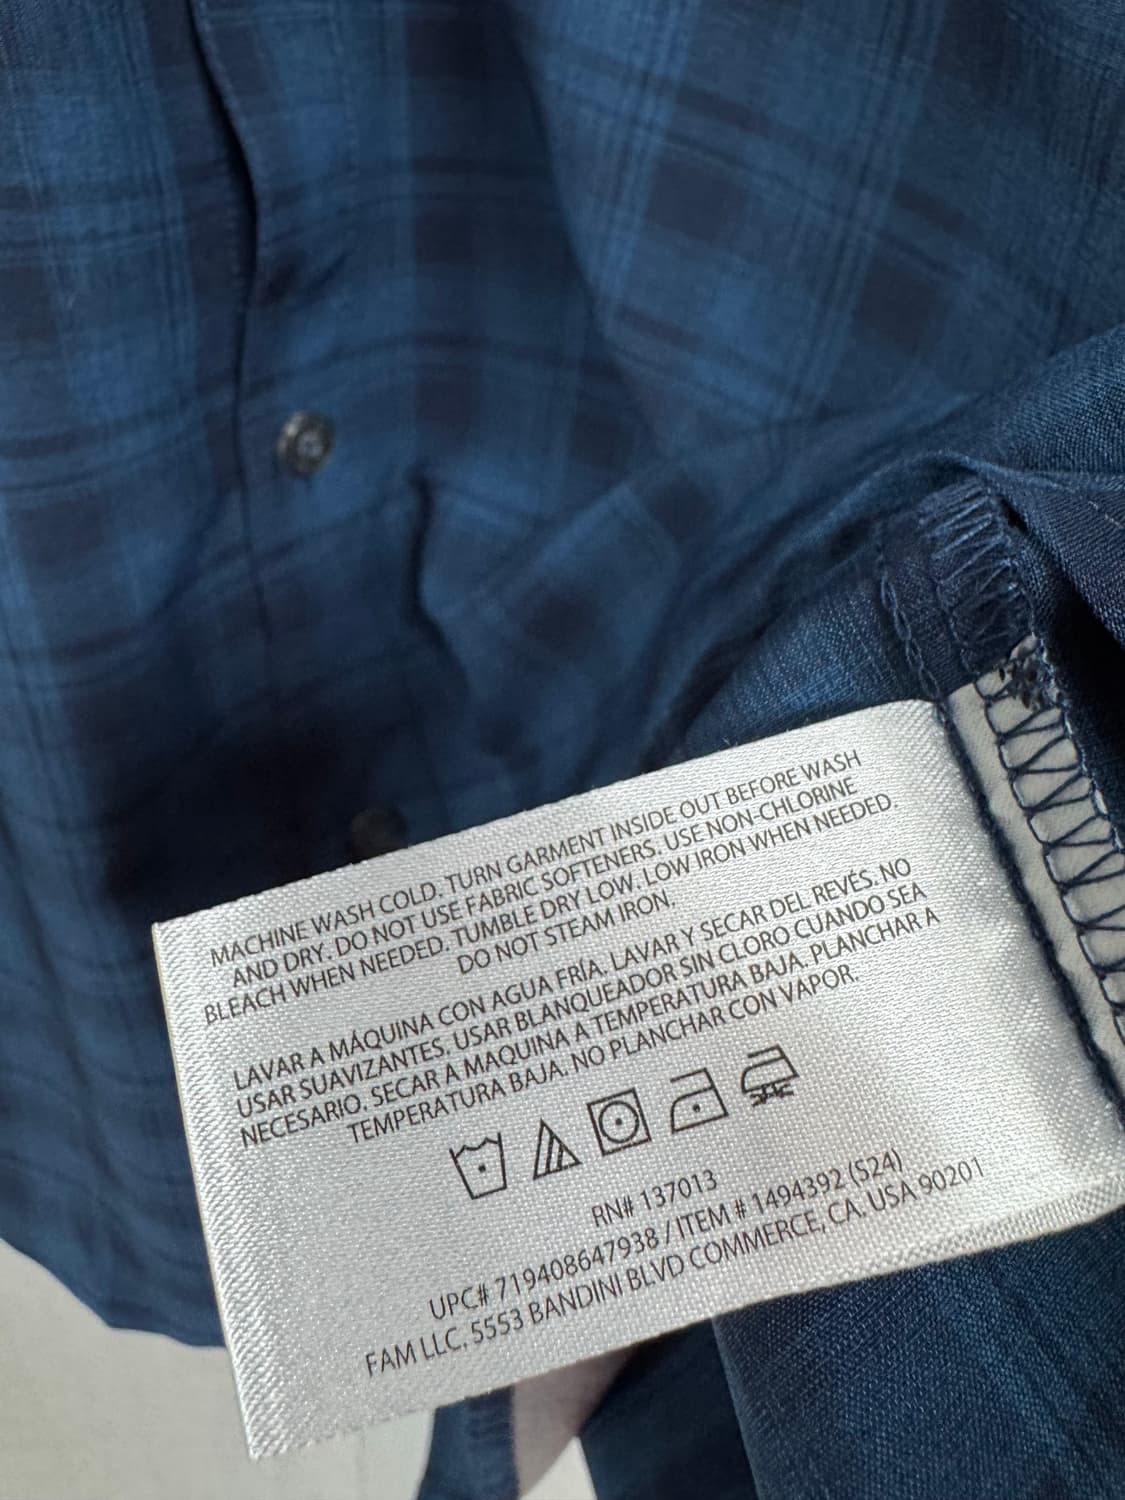 MACHINE WASH COLD. TURN GARMENT INSIDE OUT BEFORE WASH
AND DRY. DO NOT USE FABRIC SOFTENERS. USE NON-CHLORINE
BLEACH WHEN NEEDED. TUMBLE DRY LOW. LOW IRON WHEN NEEDED.
DO NOT STEAM IRON.
LAVAR A MÁQUINA CON AGUA FRÍA. LAVAR Y SECAR DEL REVÉS. NO
USAR SUAVIZANTES. USAR BLANQUEADOR SIN CLORO CUANDO SEA
NECESARIO. SECAR A MAQUINA A TEMPERATURA BAJA. PLANCHAR A
TEMPERATURA BAJA. NO PLANCHAR CON VAPOR.
RN# 137013
UPC# 719408647938 / ITEM # 1494392 (S24)
FAM LLC, 5553 BANDINI BLVD COMMERCE, CA. USA 90201